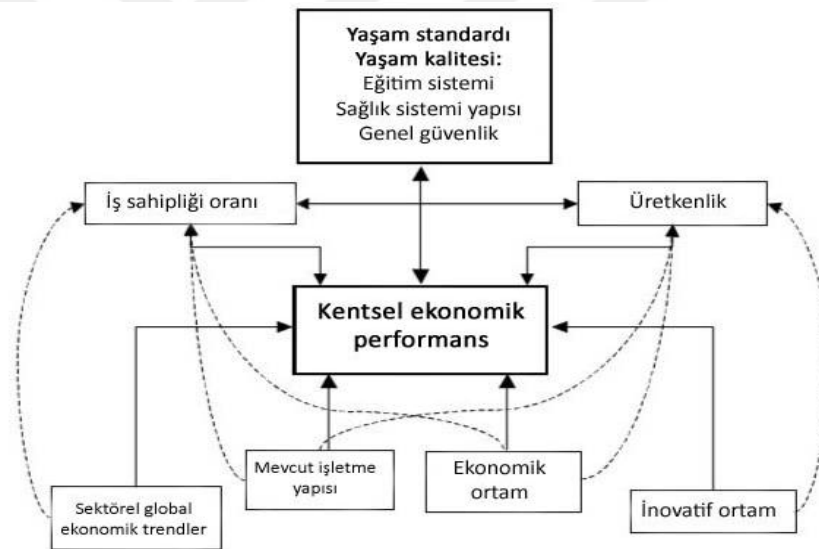 Yaşam standardı
Yaşam kalitesi:
Eğitim sistemi
Sağlık sistemi yapısı
Genel güvenlik
İş sahipliği oranı
Üretkenlik
Kentsel ekonomik
performans
Mevcut işletme
yapısı
Ekonomik
ortam
Sektörel global
ekonomik trendler
İnovatif ortam